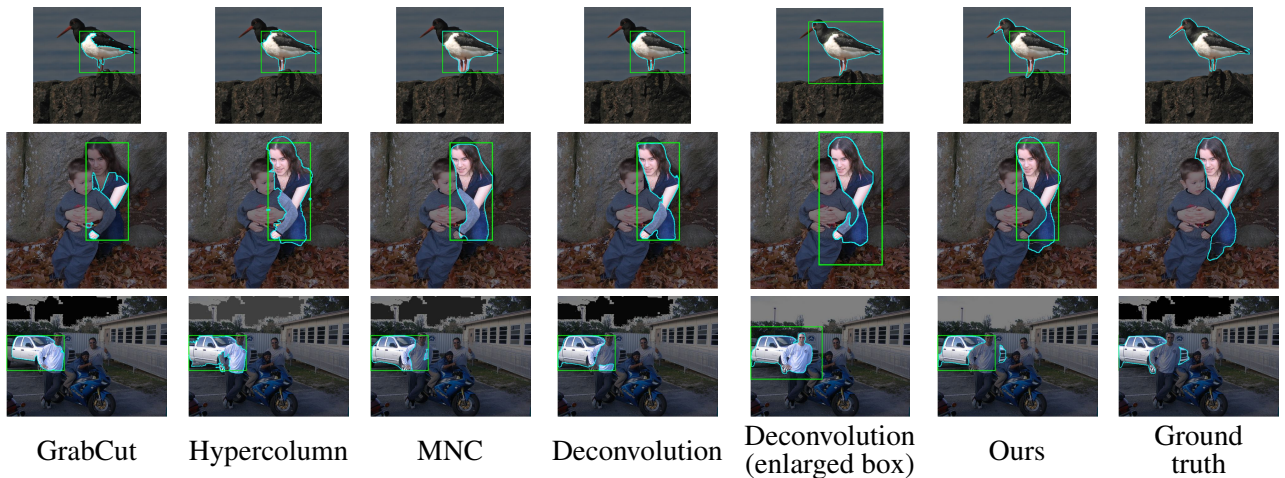 GrabCut
Hypercolumn
MNC
Deconvolution
Deconvolution
(enlarged box)
Ours
Ground
truth